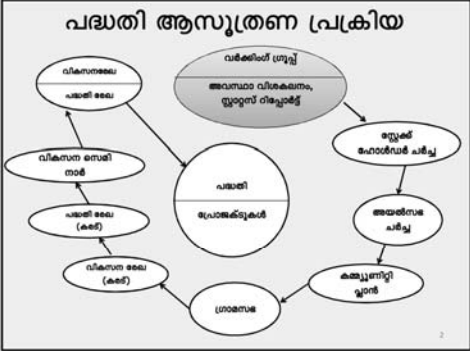 പദ്ധതി ആസൂത്രണ പ്രക്രിയ
വർക്കിംഗ് ഗ്രൂപ്പ്
അവസ്ഥാ വിശകലനം,
സ്റ്റാറ്റസ് റിപ്പോർട്ട്
സ്റ്റേക്ക്
ഹോൾഡർ ചർച്ച
അയൽസഭ
ചർച്ച
കമ്മ്യൂണിറ്റി
പ്ലാൻ
ഗ്രാമസഭ
വികസന രേഖ
(കരട്)
പദ്ധതി രേഖ
(കരട്)
വികസന സെമി
നാർ
വികസനരേഖ
പദ്ധതി രേഖ
പദ്ധതി
പ്രോജക്ടുകൾ
2